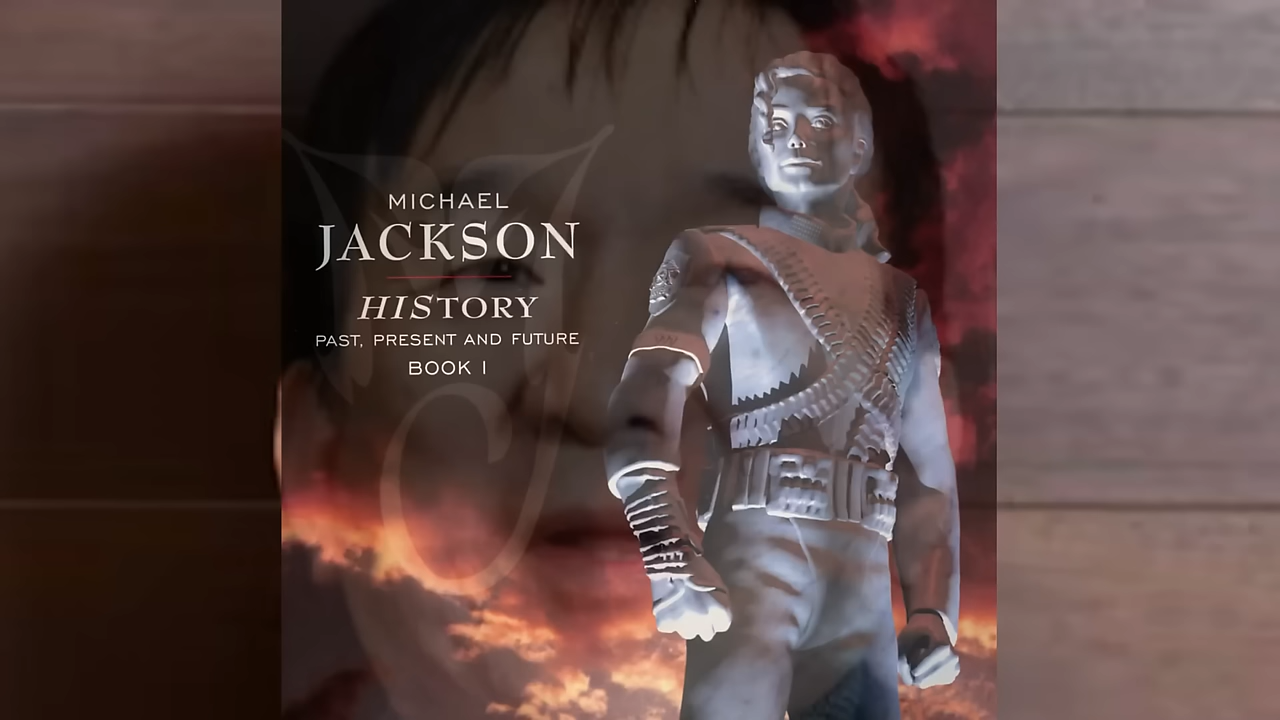 MICHAEL
JACKSON
HISTORY
PAST, PRESENT AND FUTURE
BOOK I